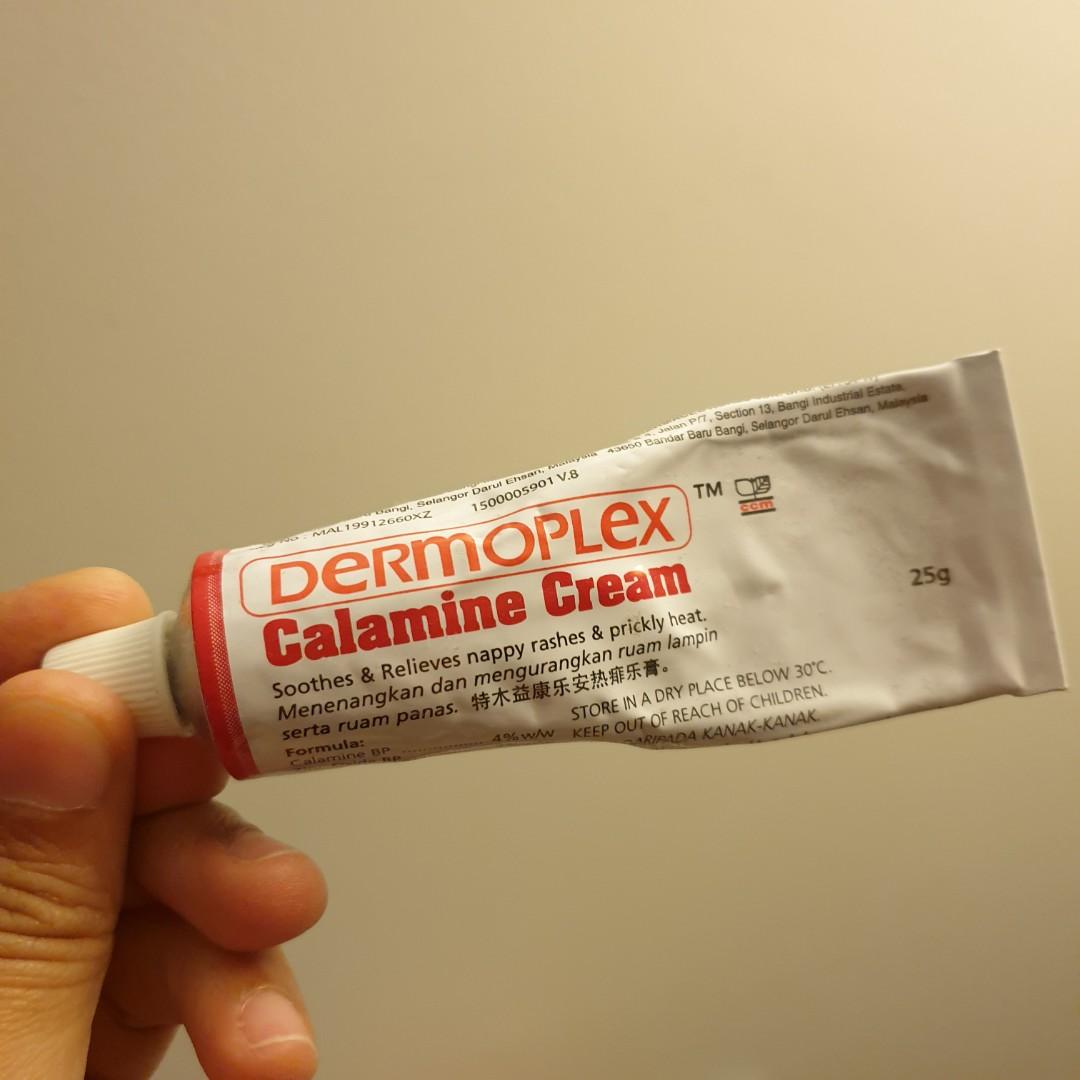 Jalan P/7, Section 13, Bangi Industrial Estate,
43650 Bandar Baru Bangi, Selangor Darul Ehsan, Malaysia
Bangi, Selangor Darul Ehsan, Malaysia
No : MAL19912660XZ 1500005901 V.8
DERMOPLEX TM
ccm
Calamine Cream
25g
Soothes & Relieves nappy rashes & prickly heat.
Menenangkan dan mengurangkan ruam lampin
serta ruam panas. 特木益康乐安热痱乐膏。
Formula:
Calamine BP ............ 4% w/w
BP
STORE IN A DRY PLACE BELOW 30°C.
KEEP OUT OF REACH OF CHILDREN.
DARIPADA KANAK-KANAK.